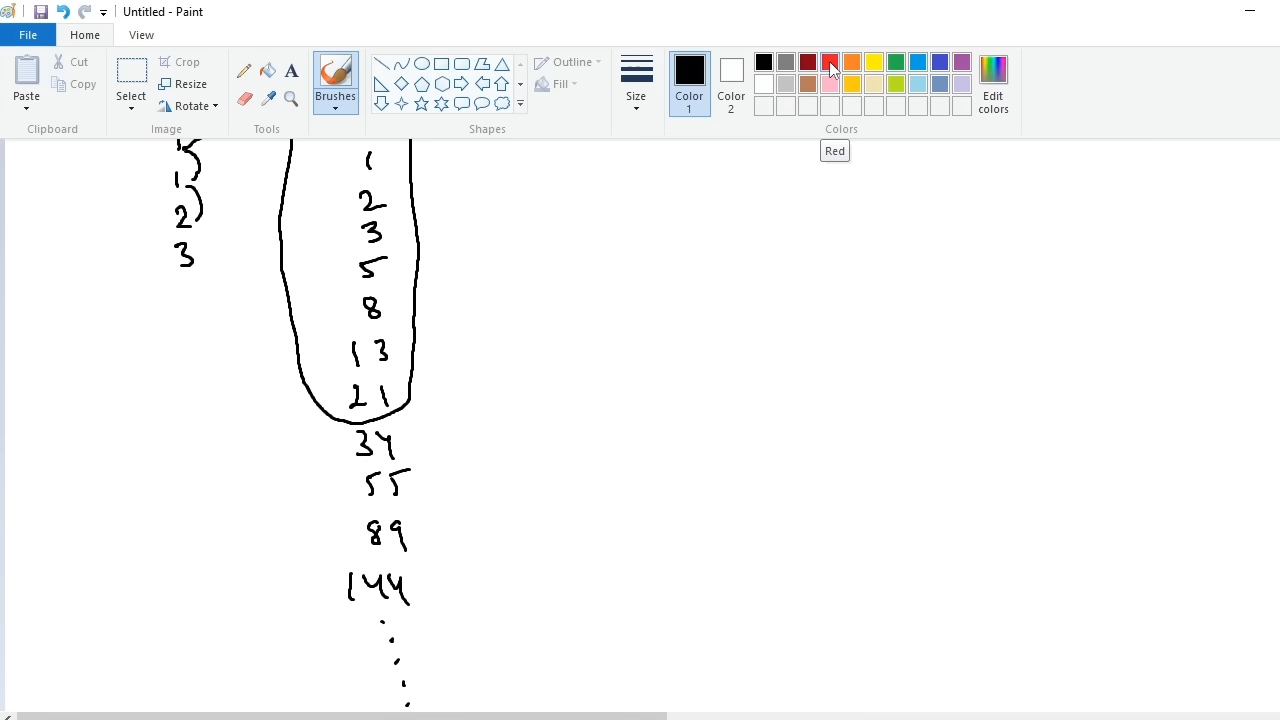 Untitled - Paint
File Home View
Paste Cut Copy Select Crop Resize Rotate A Brushes Outline Fill Size Color 1 Color 2 Edit colors
Clipboard Image Tools Shapes Colors
Red
1
2
3
1
2
3
5
8
13
21
34
55
89
144